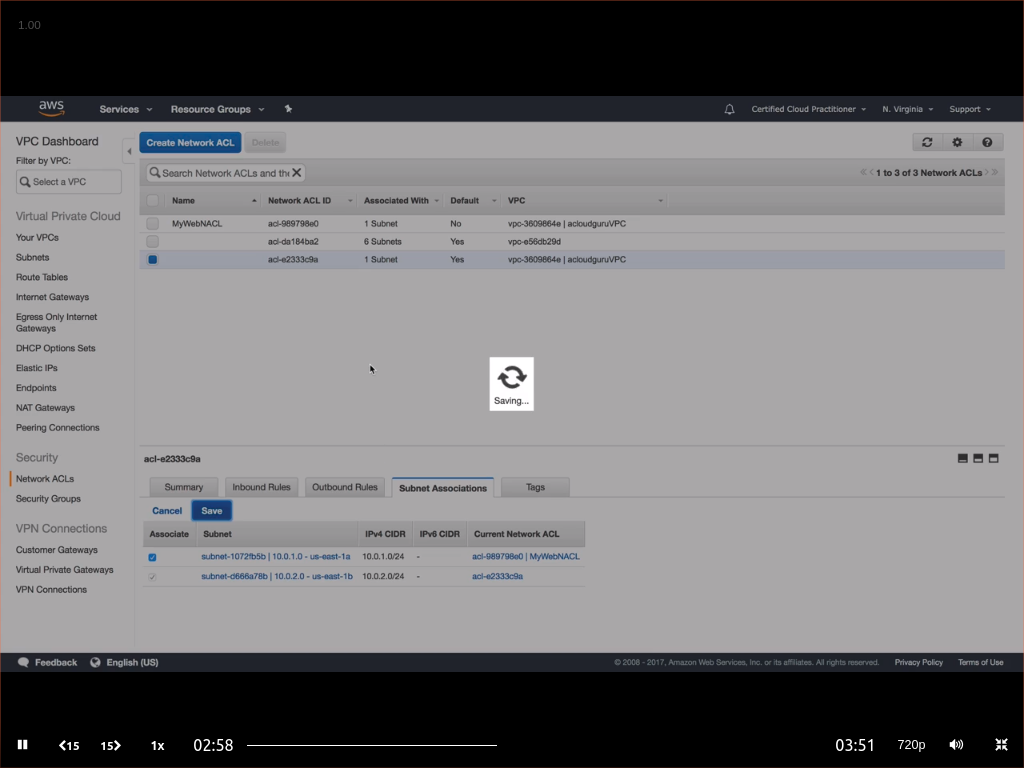 1.00
aws Services Resource Groups Certified Cloud Practitioner N. Virginia Support
VPC Dashboard
Filter by VPC:
Select a VPC
Virtual Private Cloud
Your VPCs
Subnets
Route Tables
Internet Gateways
Egress Only Internet
Gateways
DHCP Options Sets
Elastic IPs
Endpoints
NAT Gateways
Peering Connections
Security
Network ACLs
Security Groups
VPN Connections
Customer Gateways
Virtual Private Gateways
VPN Connections
Create Network ACL Delete
Search Network ACLs and the 1 to 3 of 3 Network ACLs
Name Network ACL ID Associated With Default VPC
MyWebNACL acl-989798e0 1 Subnet No vpc-3609864e | acloudguruVPC
acl-da184ba2 6 Subnets Yes vpc-e56db29d
acl-e2333c9a 1 Subnet Yes vpc-3609864e | acloudguruVPC
Saving...
acl-e2333c9a
Summary Inbound Rules Outbound Rules Subnet Associations Tags
Cancel Save
Associate Subnet IPv4 CIDR IPv6 CIDR Current Network ACL
subnet-1072fb5b | 10.0.1.0 - us-east-1a 10.0.1.0/24 - acl-989798e0 | MyWebNACL
subnet-d666a78b | 10.0.2.0 - us-east-1b 10.0.2.0/24 - acl-e2333c9a
Feedback English (US) © 2008 - 2017, Amazon Web Services, Inc. or its affiliates. All rights reserved. Privacy Policy Terms of Use
15 15 1x 02:58 03:51 720p